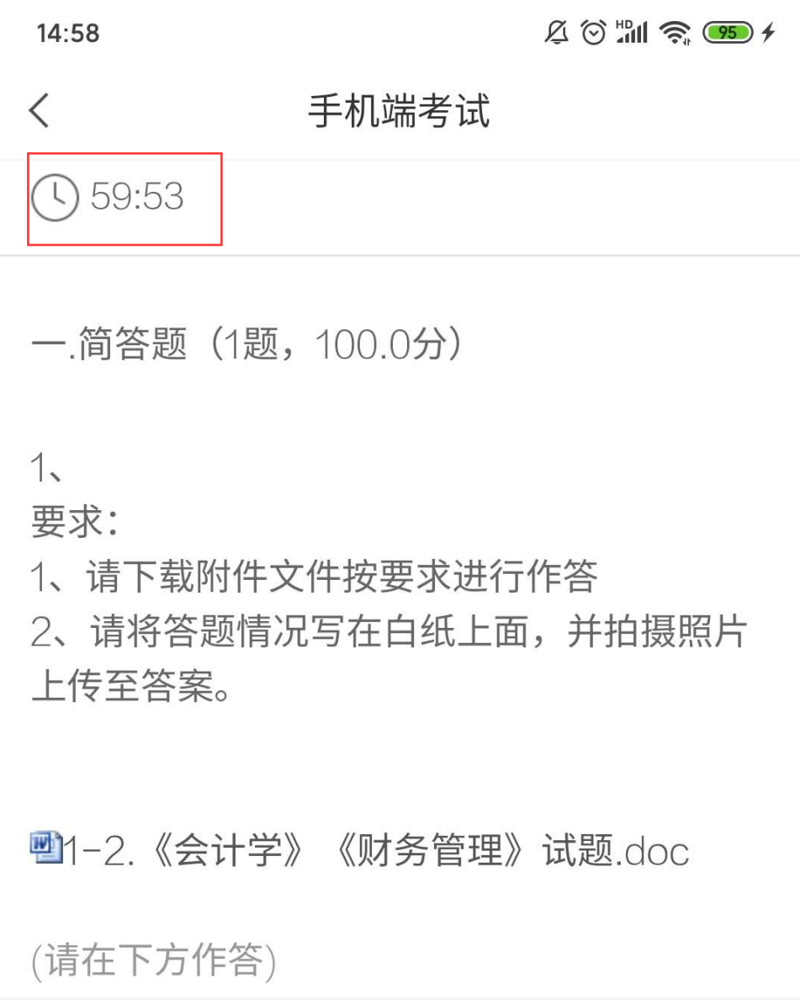 14:58
HD
95
手机端考试
59:53
一.简答题（1题，100.0分）
1、
要求：
1、请下载附件文件按要求进行作答
2、请将答题情况写在白纸上面，并拍摄照片
上传至答案。
1-2.《会计学》《财务管理》试题.doc
(请在下方作答)